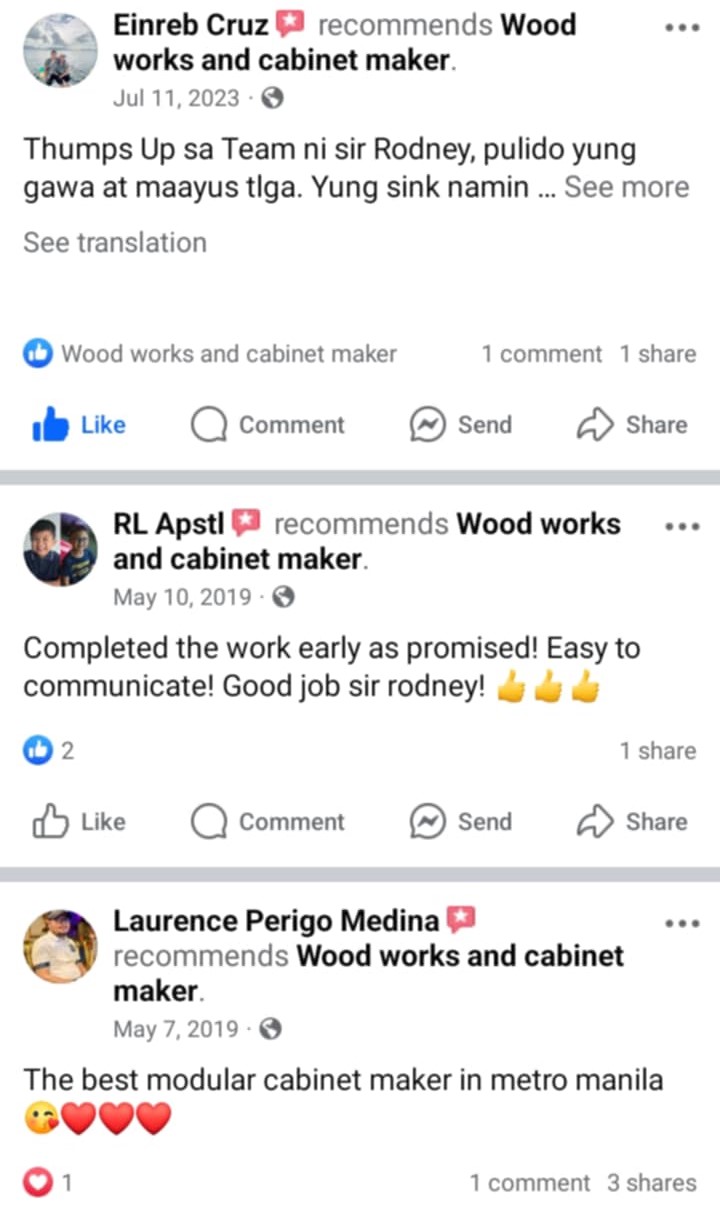 Einreb Cruz recommends Wood
works and cabinet maker.
Jul 11, 2023 ·
Thumps Up sa Team ni sir Rodney, pulido yung
gawa at maayus tlga. Yung sink namin ... See more
See translation
Wood works and cabinet maker 1 comment 1 share
Like Comment Send Share
RL Apstl recommends Wood works
and cabinet maker.
May 10, 2019 ·
Completed the work early as promised! Easy to
communicate! Good job sir rodney! 👍👍👍
2 1 share
Like Comment Send Share
Laurence Perigo Medina
recommends Wood works and cabinet
maker.
May 7, 2019 ·
The best modular cabinet maker in metro manila
😘❤️❤️❤️
1 1 comment 3 shares